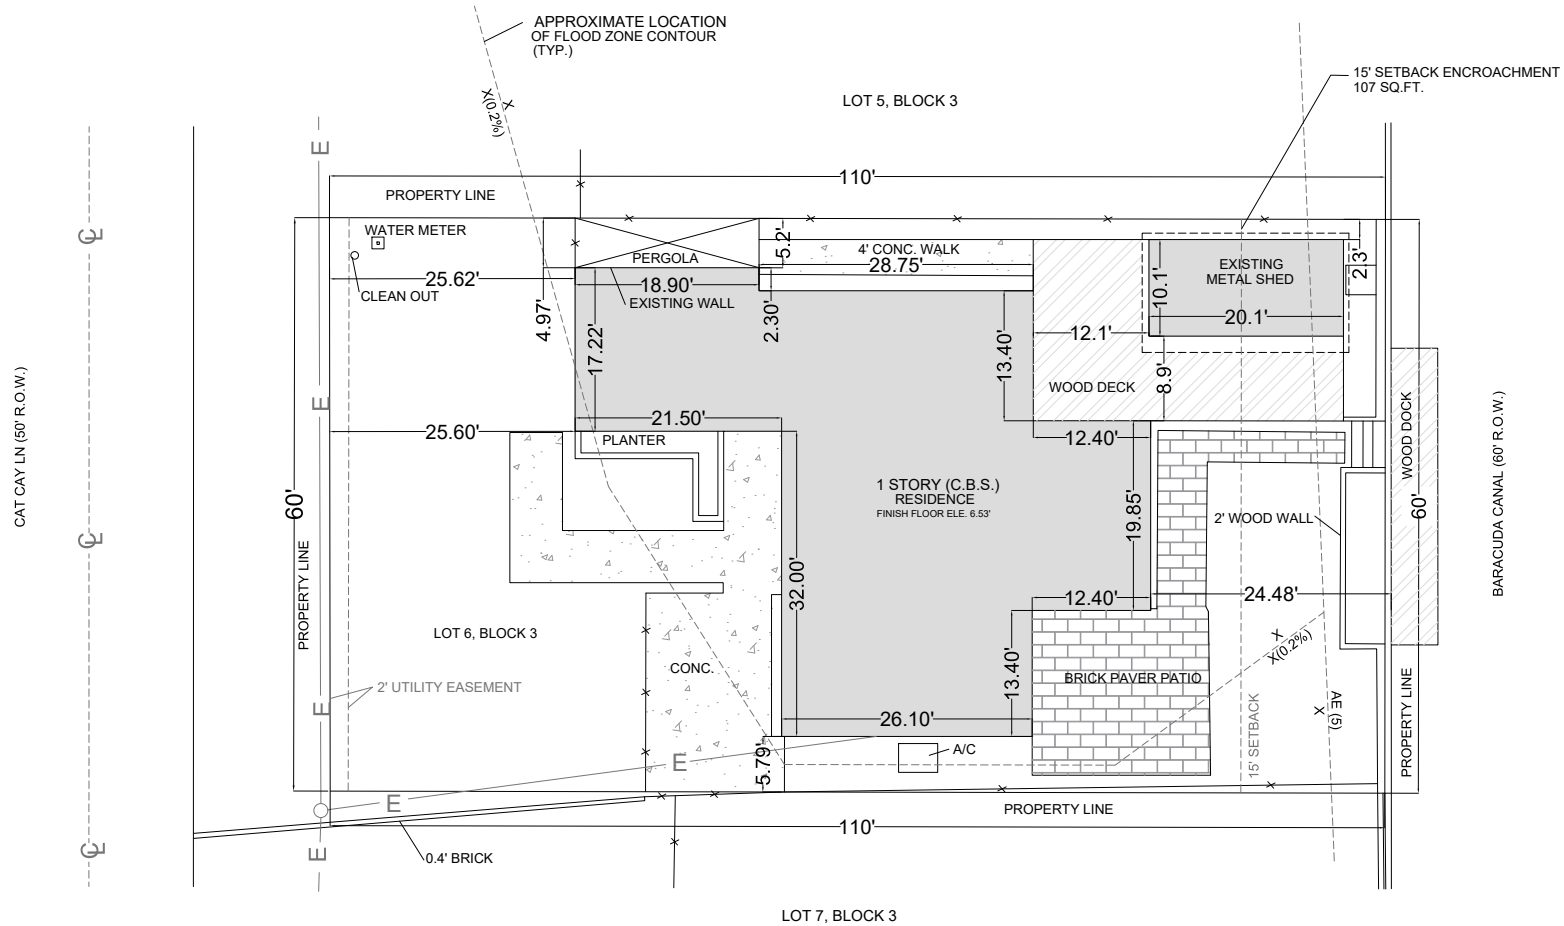 APPROXIMATE LOCATION
OF FLOOD ZONE CONTOUR
(TYP.)
15' SETBACK ENCROACHMENT
107 SQ.FT.
LOT 5, BLOCK 3
X
X(0.2%)
E
110'
PROPERTY LINE
WATER METER
CLEAN OUT
25.62'
4.97'
PERGOLA
18.90'
EXISTING WALL
17.22'
5.2'
2.30'
4' CONC. WALK
28.75'
13.40'
12.1'
WOOD DECK
10.1'
EXISTING
METAL SHED
20.1'
8.9'
2.3'
CL
CAT CAY LN (50' R.O.W.)
E
25.60'
21.50'
PLANTER
12.40'
60'
PROPERTY LINE
CL
1 STORY (C.B.S.)
RESIDENCE
FINISH FLOOR ELE. 6.53'
19.85'
2' WOOD WALL
WOOD DOCK
60'
BARACUDA CANAL (60' R.O.W.)
32.00'
12.40'
24.48'
LOT 6, BLOCK 3
CONC.
13.40'
BRICK PAVER PATIO
X
X(0.2%)
2' UTILITY EASEMENT
E
26.10'
15' SETBACK
AE (5)
X
PROPERTY LINE
5.79'
E
A/C
E
PROPERTY LINE
110'
CL
E
0.4' BRICK
LOT 7, BLOCK 3